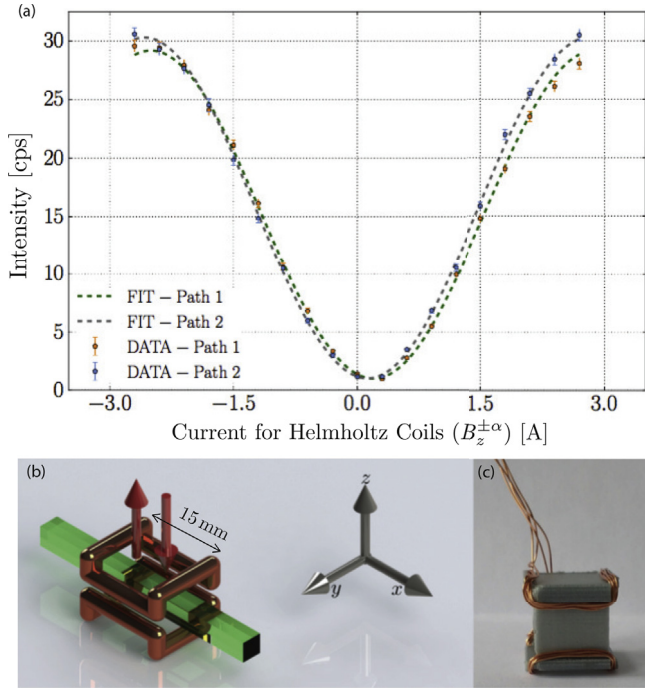 (a)
30
25
20
15
10
5
0
Intensity [cps]
FIT – Path 1
FIT – Path 2
DATA – Path 1
DATA – Path 2
−3.0 −1.5 0.0 1.5 3.0
Current for Helmholtz Coils (B_z^{±α}) [A]
(b)
15 mm
z
y
x
(c)